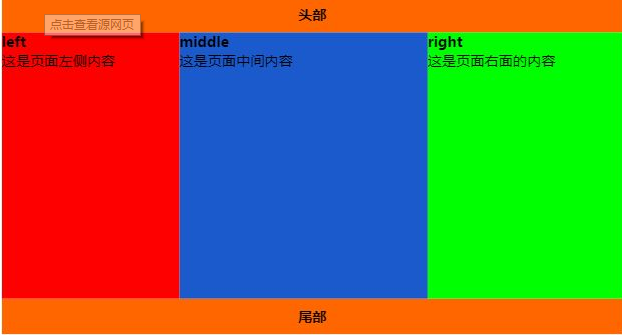 头部
点击查看源网页
left
这是页面左侧内容
middle
这是页面中间内容
right
这是页面右面的内容
尾部